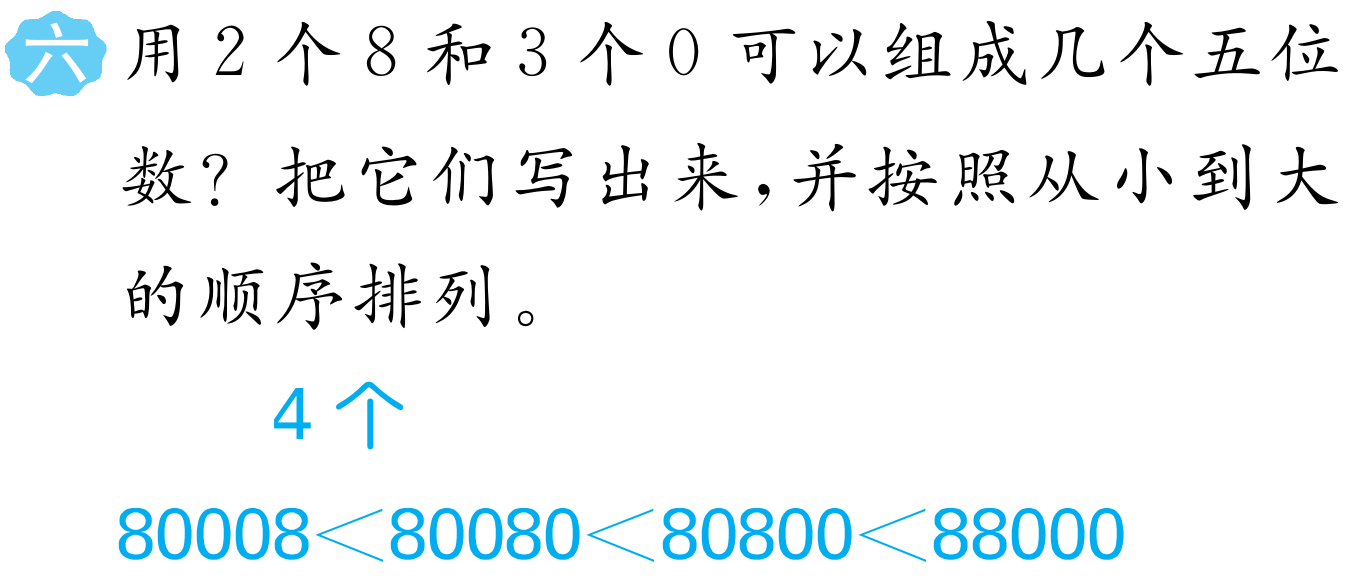 六 用 2 个 8 和 3 个 0 可以组成几个五位
数？把它们写出来，并按照从小到大
的顺序排列。
4 个
80008＜80080＜80800＜88000